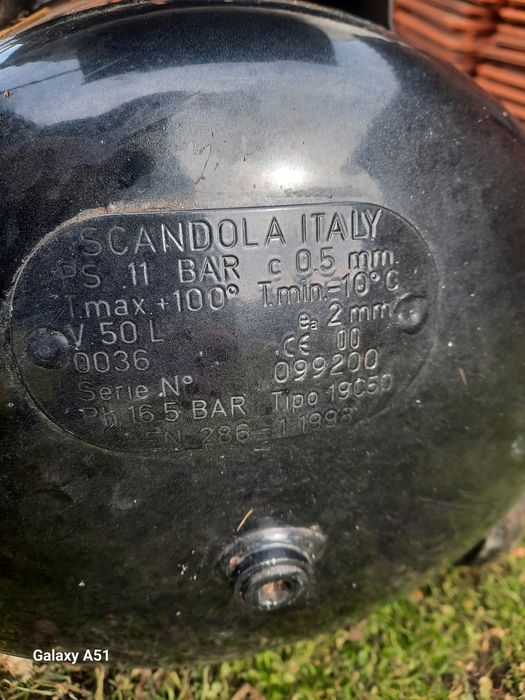 SCANDOLA ITALY
PS 11 BAR c 0.5 mm.
T.max.+100° T.min.=10°C
V.50 L eₐ 2 mm
0036 .CE 00
Serie N° 099200
PH 16,5 BAR Tipo 19C50
EN 286-1 1998
Galaxy A51